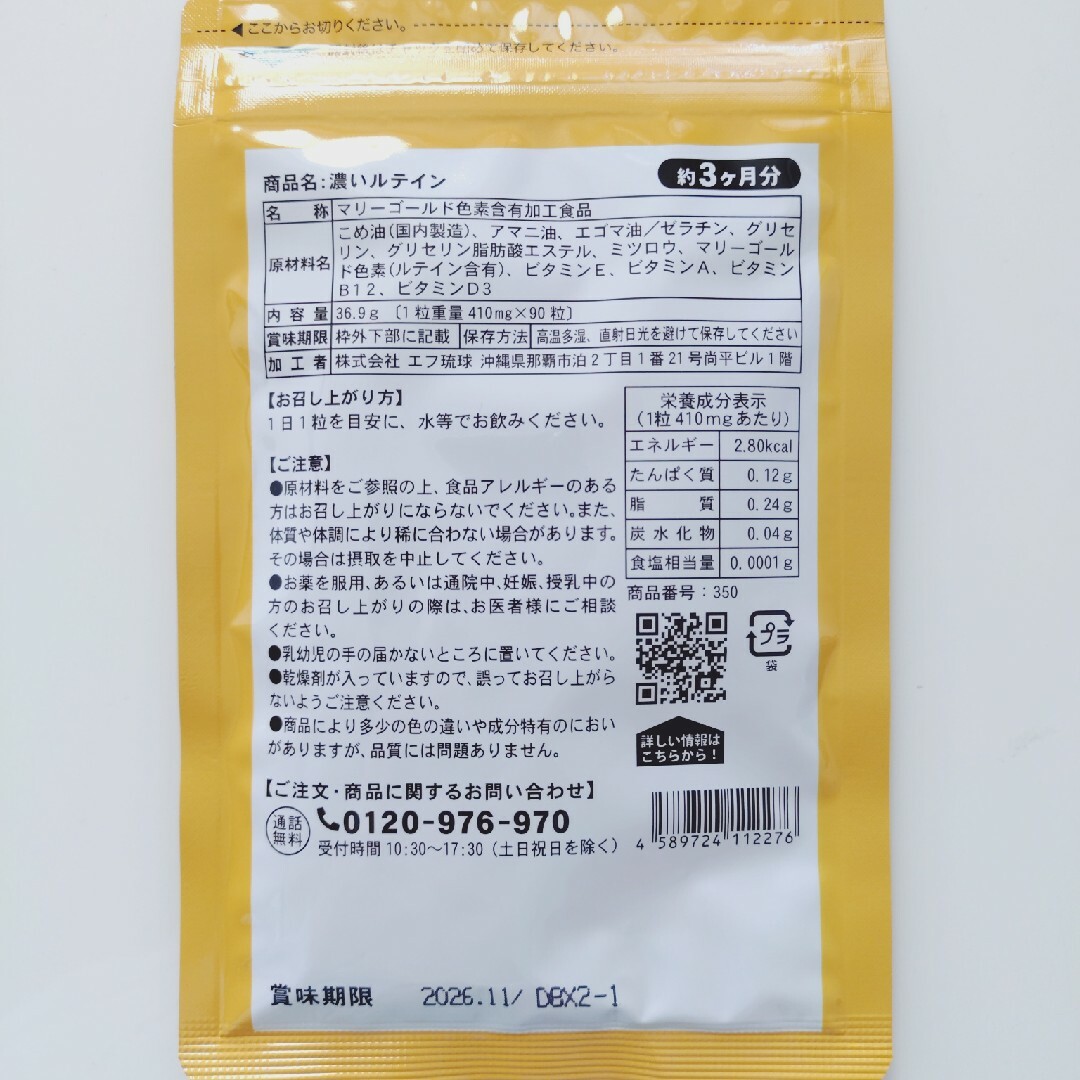 ◀ここからお切りください。
て保存してください。
商品名:濃いルテイン
約3ヶ月分
名 称 マリーゴールド色素含有加工食品
原材料名 こめ油(国内製造)、アマニ油、エゴマ油/ゼラチン、グリセ
リン、グリセリン脂肪酸エステル、ミツロウ、マリーゴール
ド色素(ルテイン含有)、ビタミンE、ビタミンA、ビタミン
B12、ビタミンD3
内容量 36.9g 〔1粒重量410mg×90粒〕
賞味期限 枠外下部に記載 保存方法 高温多湿、直射日光を避けて保存してください
加工者 株式会社 エフ琉球 沖縄県那覇市泊2丁目1番21号尚平ビル1階
【お召し上がり方】
1日1粒を目安に、水等でお飲みください。
【ご注意】
●原材料をご参照の上、食品アレルギーのある
方はお召し上がりにならないでください。また、
体質や体調により稀に合わない場合があります。
その場合は摂取を中止してください。
●お薬を服用、あるいは通院中、妊娠、授乳中の
方のお召し上がりの際は、お医者様にご相談
ください。
●乳幼児の手の届かないところに置いてください。
●乾燥剤が入っていますので、誤ってお召し上がら
ないようご注意ください。
●商品により多少の色の違いや成分特有のにおい
がありますが、品質には問題ありません。
栄養成分表示
(1粒410mgあたり)
エネルギー 2.80kcal
たんぱく質 0.12g
脂質 0.24g
炭水化物 0.04g
食塩相当量 0.0001g
商品番号:350
プラ
袋
詳しい情報は
こちらから!
【ご注文・商品に関するお問い合わせ】
通話
無料
0120-976-970
受付時間 10:30~17:30 (土日祝日を除く)
4 589724 112276
賞味期限 2026.11/ DBX2-1